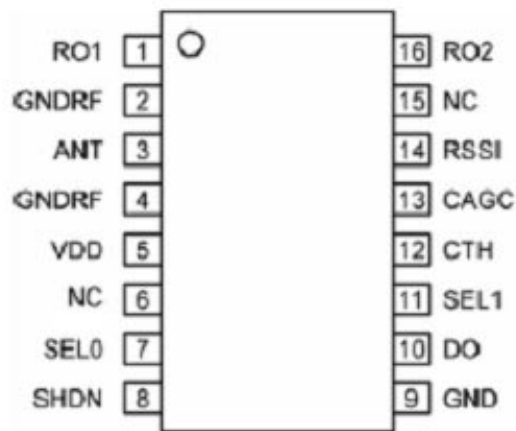 RO1 1 16 RO2
GNDRF 2 15 NC
ANT 3 14 RSSI
GNDRF 4 13 CAGC
VDD 5 12 CTH
NC 6 11 SEL1
SEL0 7 10 DO
SHDN 8 9 GND